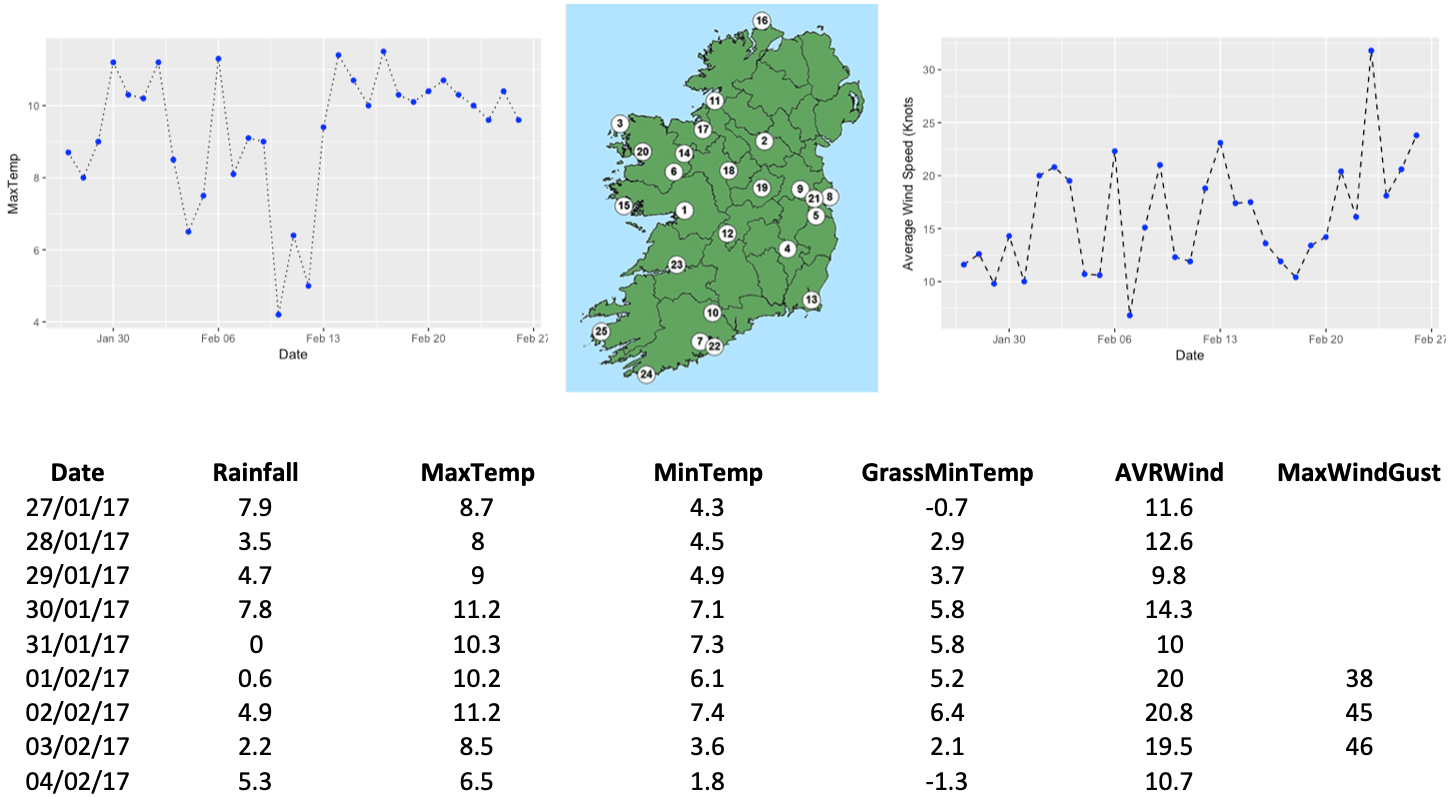 MaxTemp
10
8
6
4
Jan 30 Feb 06 Feb 13 Feb 20 Feb 27
Date
16
11
3
17
2
20
14
6
18
19
9
8
21
15
1
5
12
4
23
13
10
25
7
22
24
Average Wind Speed (Knots
30
25
20
15
10
Jan 30 Feb 06 Feb 13 Feb 20 Feb 27
Date
Date Rainfall MaxTemp MinTemp GrassMinTemp AVRWind MaxWindGust
27/01/17 7.9 8.7 4.3 -0.7 11.6
28/01/17 3.5 8 4.5 2.9 12.6
29/01/17 4.7 9 4.9 3.7 9.8
30/01/17 7.8 11.2 7.1 5.8 14.3
31/01/17 0 10.3 7.3 5.8 10
01/02/17 0.6 10.2 6.1 5.2 20 38
02/02/17 4.9 11.2 7.4 6.4 20.8 45
03/02/17 2.2 8.5 3.6 2.1 19.5 46
04/02/17 5.3 6.5 1.8 -1.3 10.7